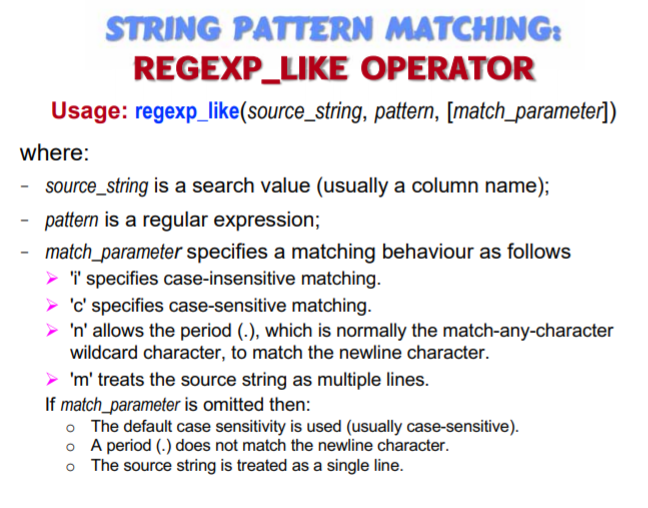 STRING PATTERN MATCHING:
REGEXP_LIKE OPERATOR
Usage: regexp_like(source_string, pattern, [match_parameter])
where:
- source_string is a search value (usually a column name);
- pattern is a regular expression;
- match_parameter specifies a matching behaviour as follows
➢ 'i' specifies case-insensitive matching.
➢ 'c' specifies case-sensitive matching.
➢ 'n' allows the period (.), which is normally the match-any-character
wildcard character, to match the newline character.
➢ 'm' treats the source string as multiple lines.
If match_parameter is omitted then:
o The default case sensitivity is used (usually case-sensitive).
o A period (.) does not match the newline character.
o The source string is treated as a single line.